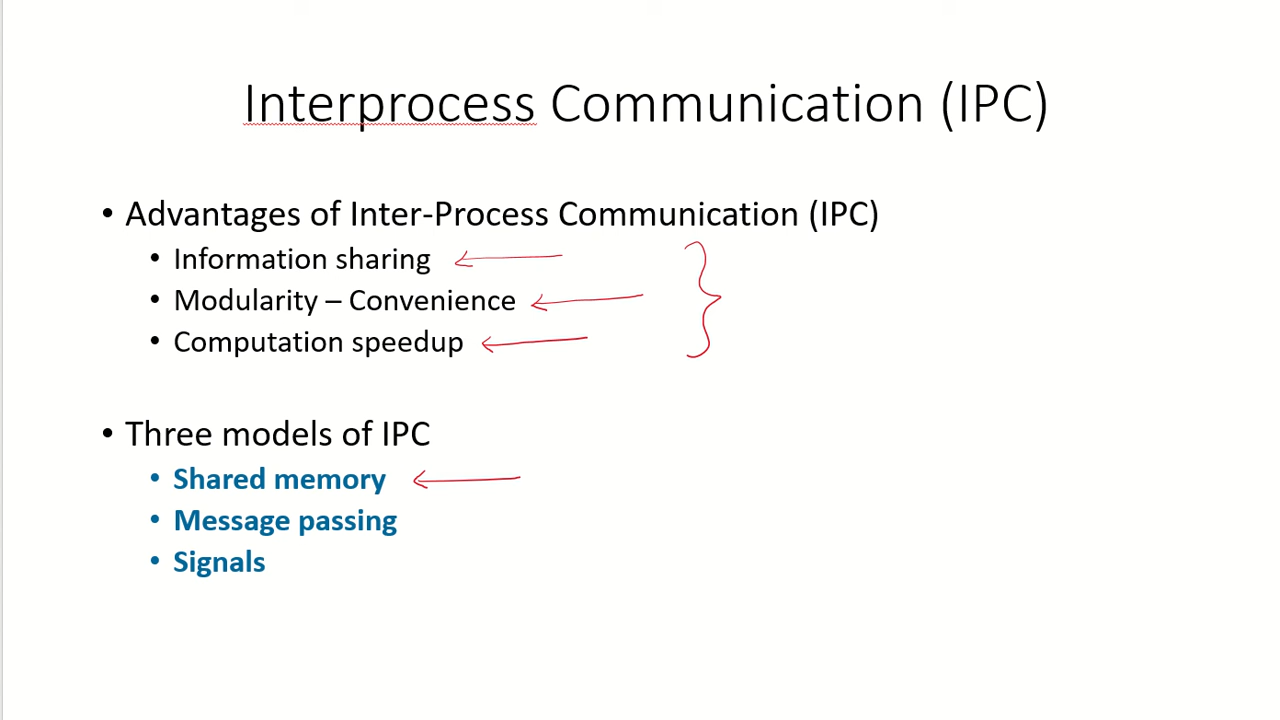 Interprocess Communication (IPC)
• Advantages of Inter-Process Communication (IPC)
• Information sharing
• Modularity – Convenience
• Computation speedup
• Three models of IPC
• Shared memory
• Message passing
• Signals